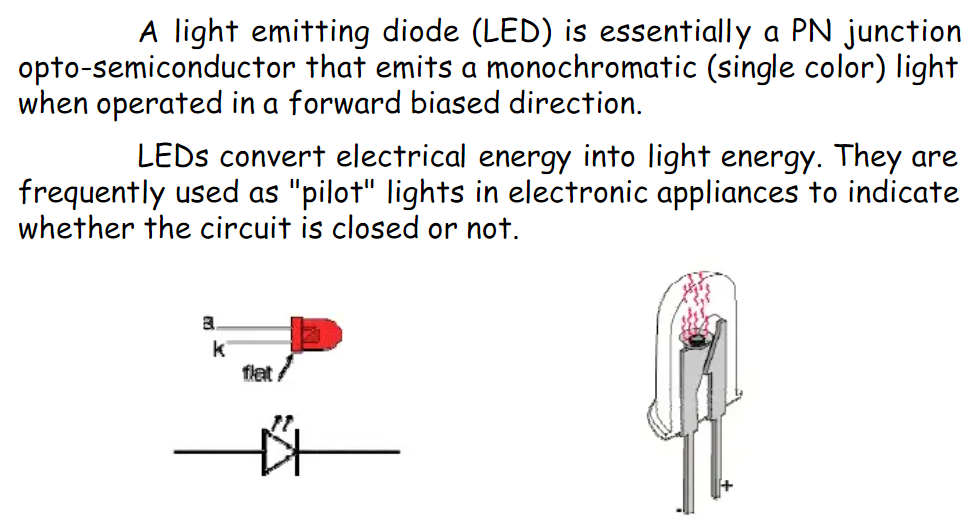 A light emitting diode (LED) is essentially a PN junction
opto-semiconductor that emits a monochromatic (single color) light
when operated in a forward biased direction.
LEDs convert electrical energy into light energy. They are
frequently used as "pilot" lights in electronic appliances to indicate
whether the circuit is closed or not.
a
k
flat
+
-